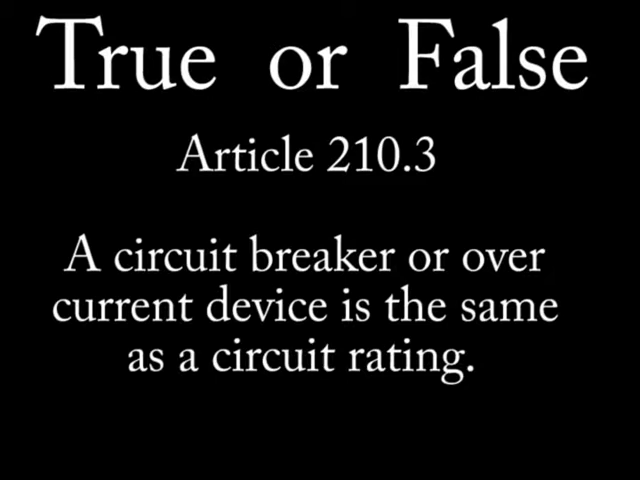 True or False
Article 210.3
A circuit breaker or over
current device is the same
as a circuit rating.